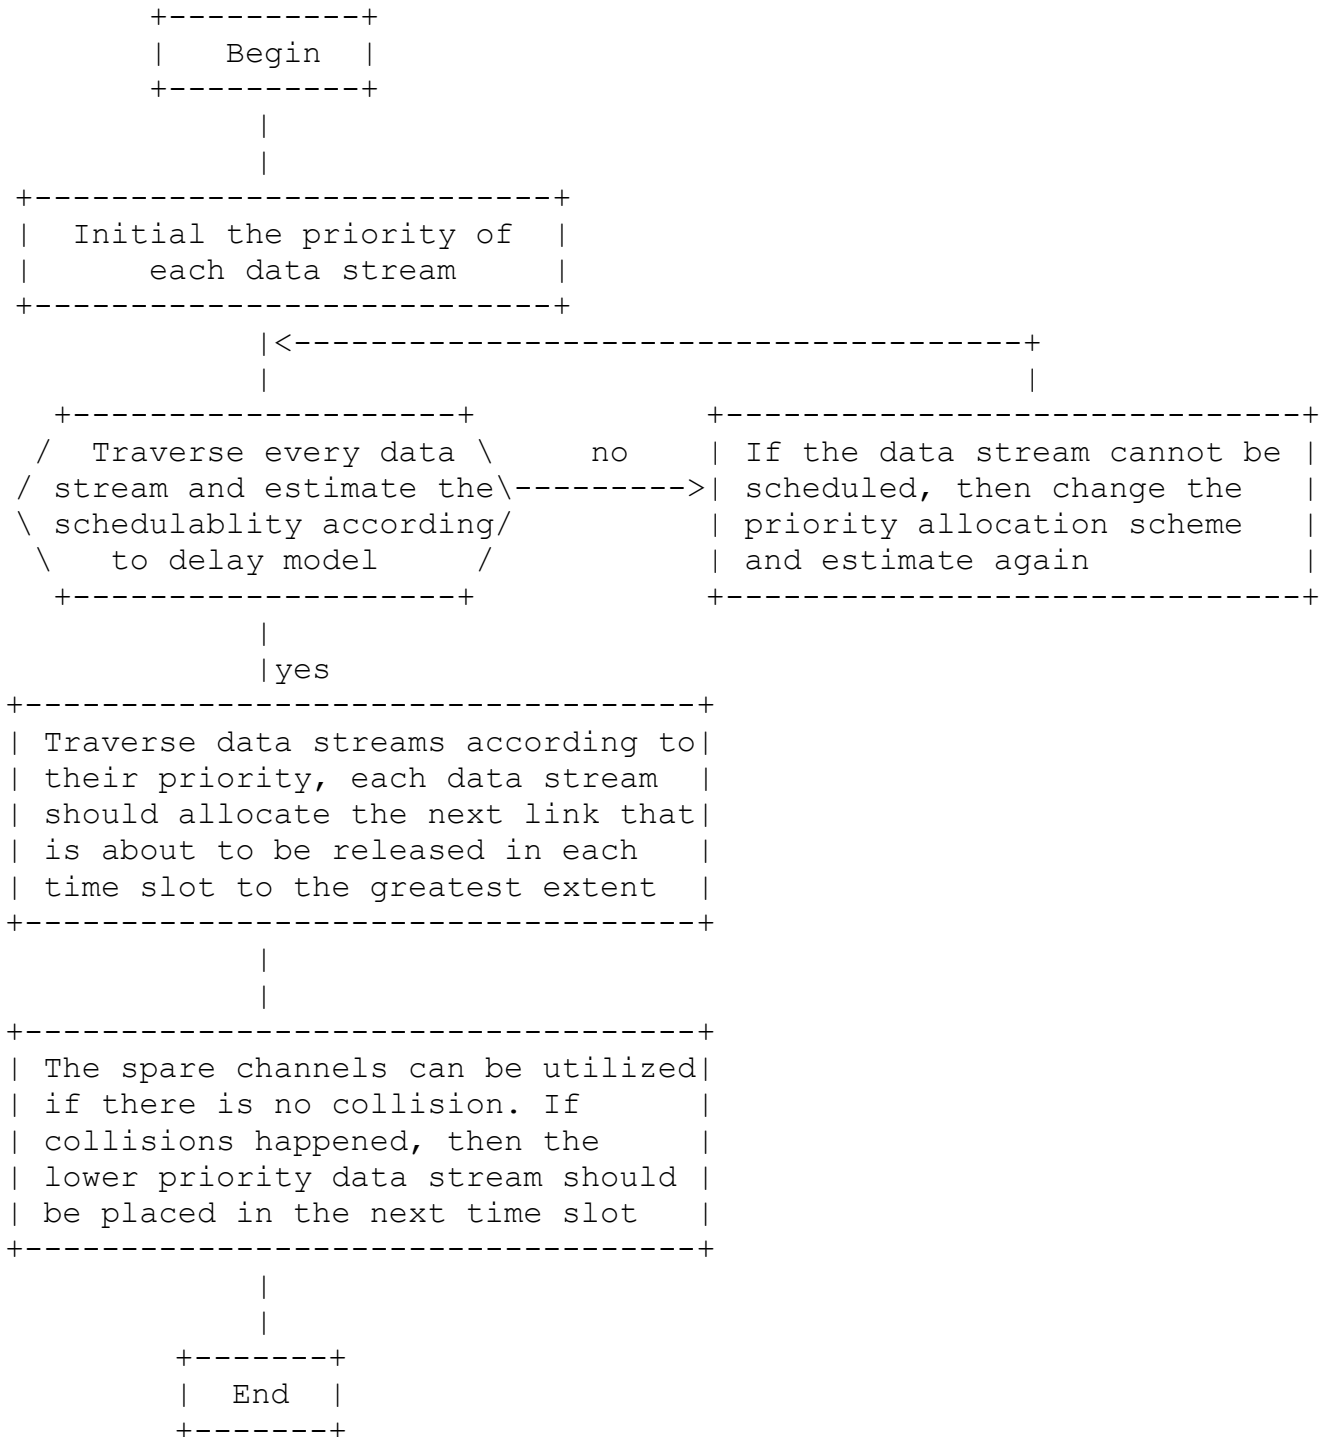 Begin
Initial the priority of
each data stream
Traverse every data
stream and estimate the
schedulablity according
to delay model
no
If the data stream cannot be
scheduled, then change the
priority allocation scheme
and estimate again
yes
Traverse data streams according to
their priority, each data stream
should allocate the next link that
is about to be released in each
time slot to the greatest extent
The spare channels can be utilized
if there is no collision. If
collisions happened, then the
lower priority data stream should
be placed in the next time slot
End